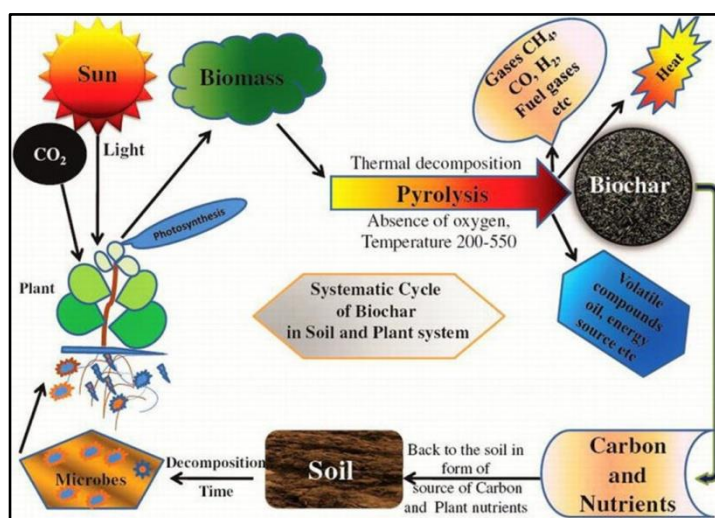 Sun
CO₂
Light
Biomass
Photosynthesis
Plant
Thermal decomposition
Pyrolysis
Absence of oxygen,
Temperature 200-550
Gases CH₄,
CO, H₂,
Fuel gases
etc
Heat
Biochar
Volatile
compounds
oil, energy
source etc
Systematic Cycle
of Biochar
in Soil and Plant system
Carbon
and
Nutrients
Back to the soil in
form of
source of Carbon
and Plant nutrients
Soil
Decomposition
Time
Microbes